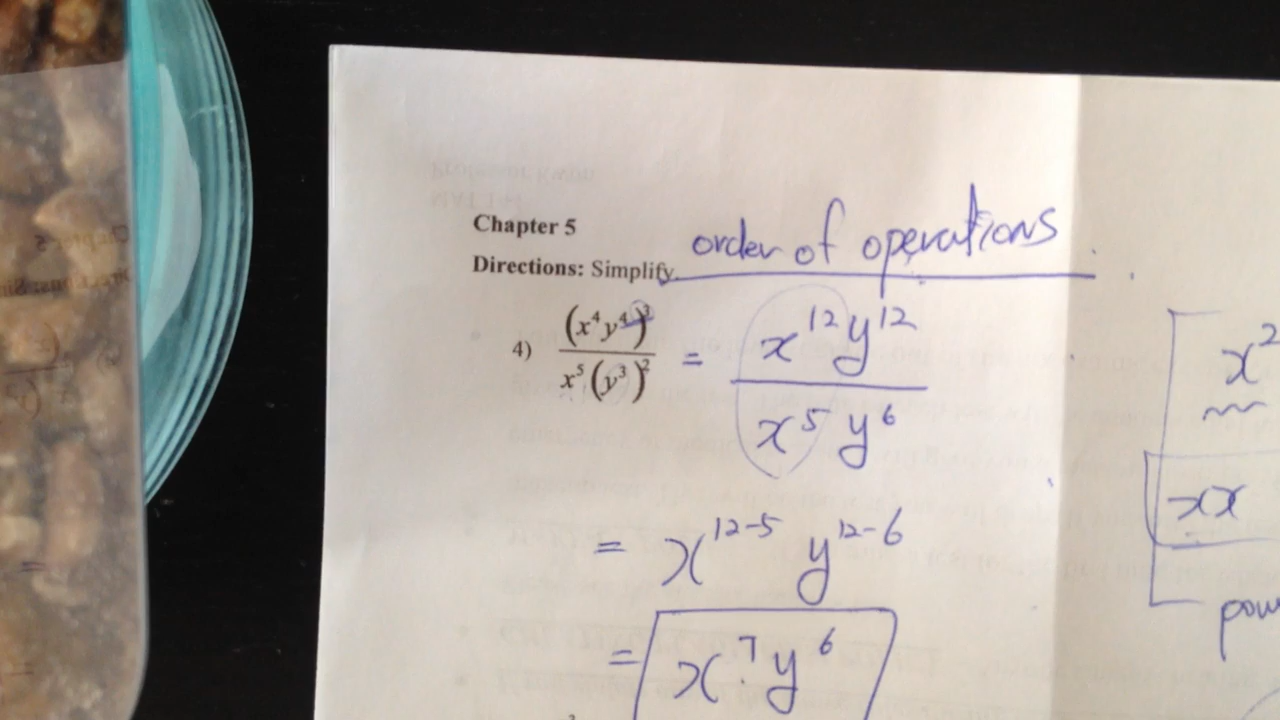 Chapter 5
order of operations
Directions: Simplify.
4) (x⁴y⁴)³ / x⁵(y³)² = x¹²y¹² / x⁵y⁶
= x¹²⁻⁵ y¹²⁻⁶
= x⁷y⁶
x²
xx